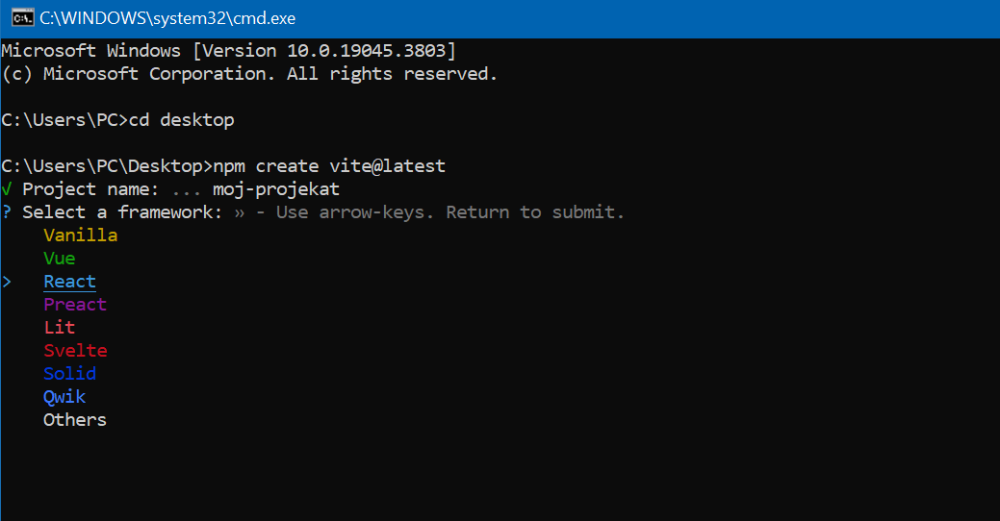 C:\WINDOWS\system32\cmd.exe
Microsoft Windows [Version 10.0.19045.3803]
(c) Microsoft Corporation. All rights reserved.
C:\Users\PC>cd desktop
C:\Users\PC\Desktop>npm create vite@latest
√ Project name: ... moj-projekat
? Select a framework: » - Use arrow-keys. Return to submit.
Vanilla
Vue
> React
Preact
Lit
Svelte
Solid
Qwik
Others